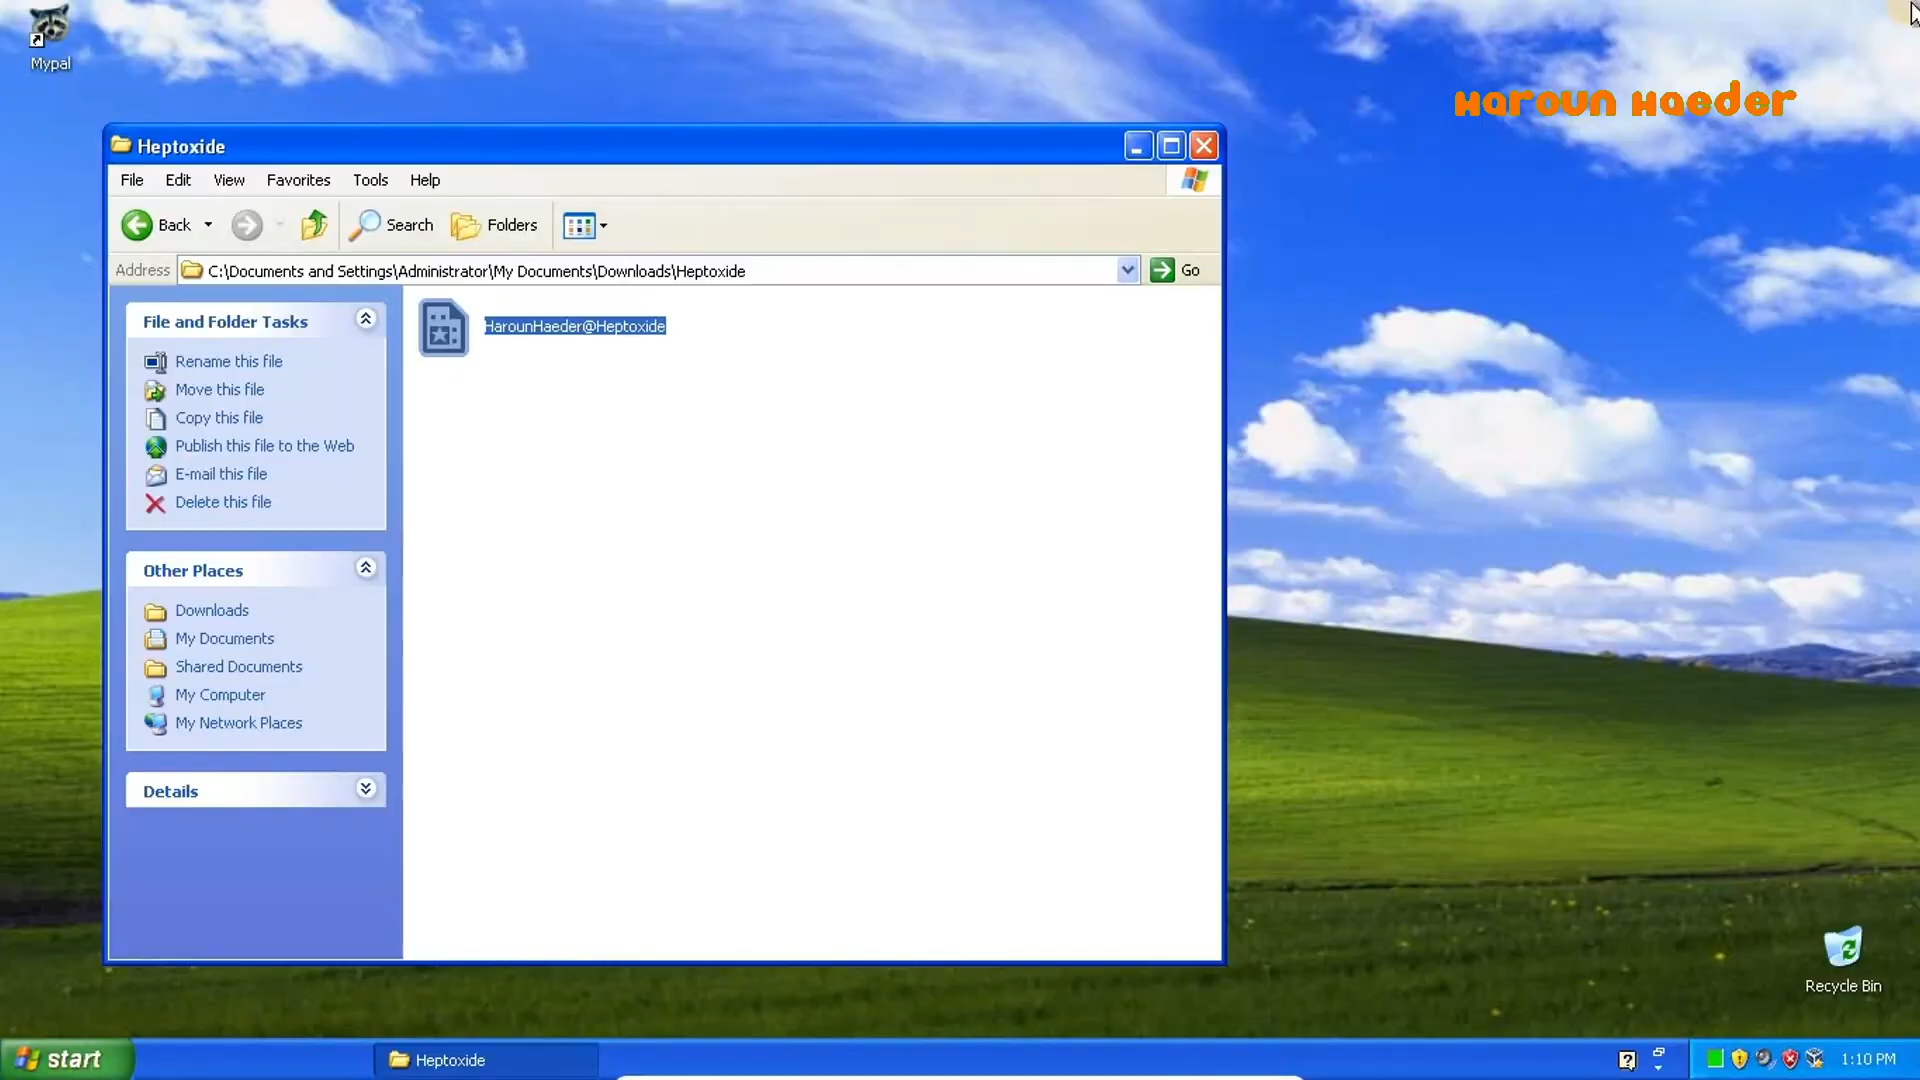 Mypal
Haroun Haeder
Heptoxide
File Edit View Favorites Tools Help
Back Search Folders
Address C:\Documents and Settings\Administrator\My Documents\Downloads\Heptoxide Go
File and Folder Tasks
Rename this file
Move this file
Copy this file
Publish this file to the Web
E-mail this file
Delete this file
Other Places
Downloads
My Documents
Shared Documents
My Computer
My Network Places
Details
HarounHaeder@Heptoxide
Recycle Bin
start Heptoxide 1:10 PM